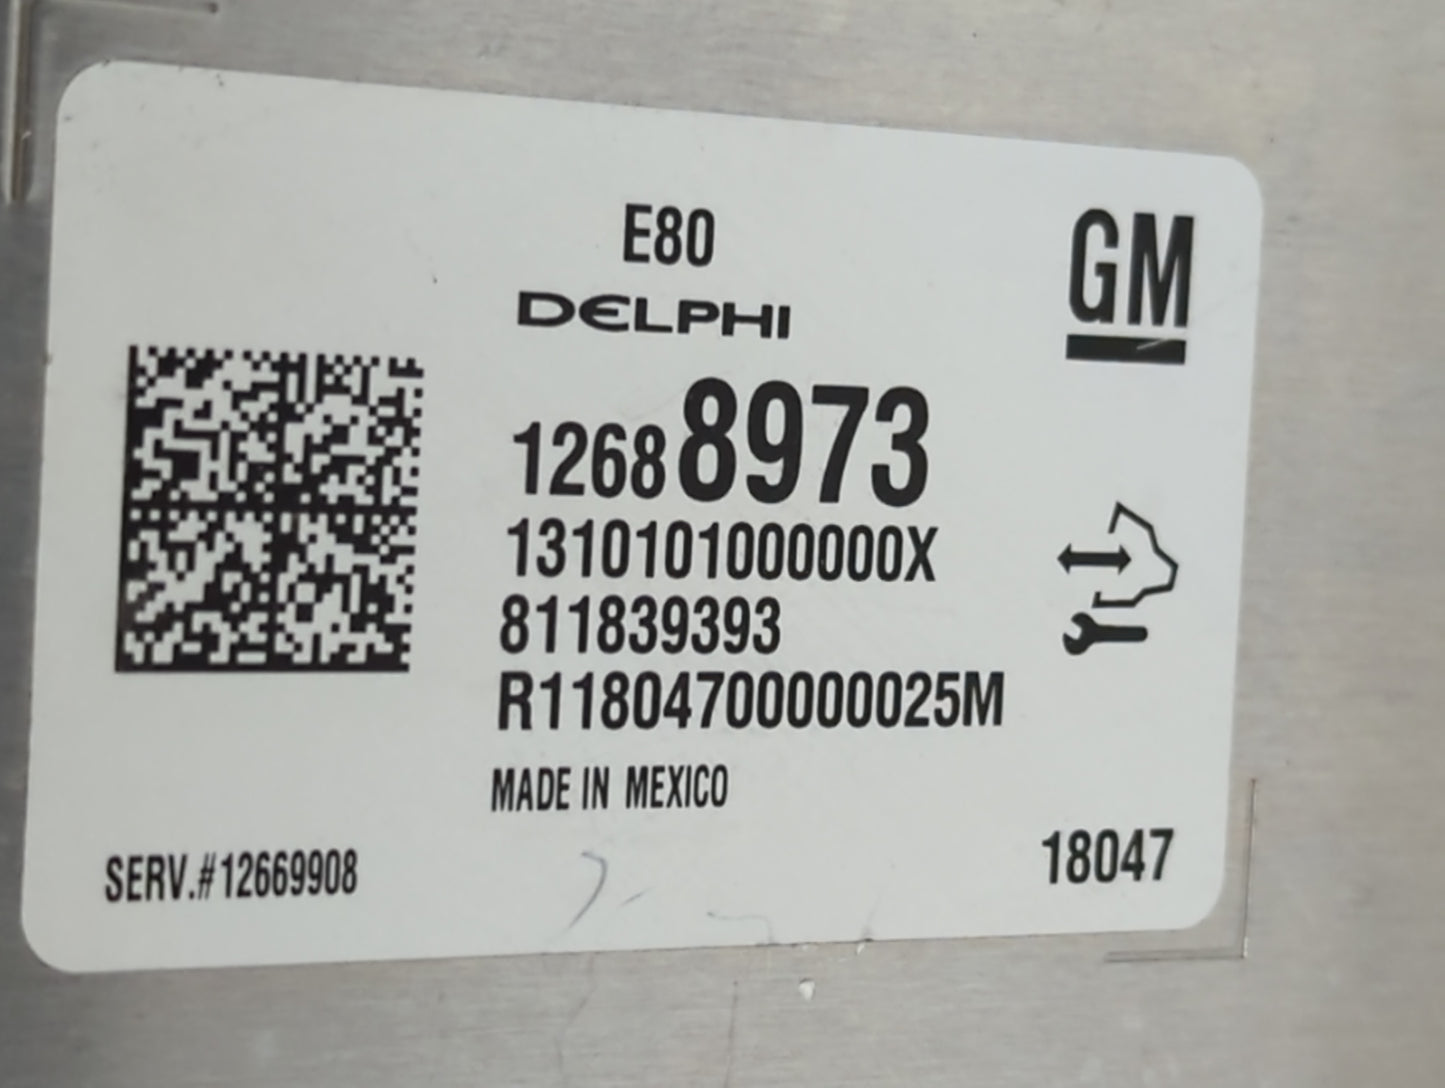 E80
GM
DELPHI
12688973
1310101000000X
811839393
R11804700000025M
MADE IN MEXICO
SERV.#12669908
18047